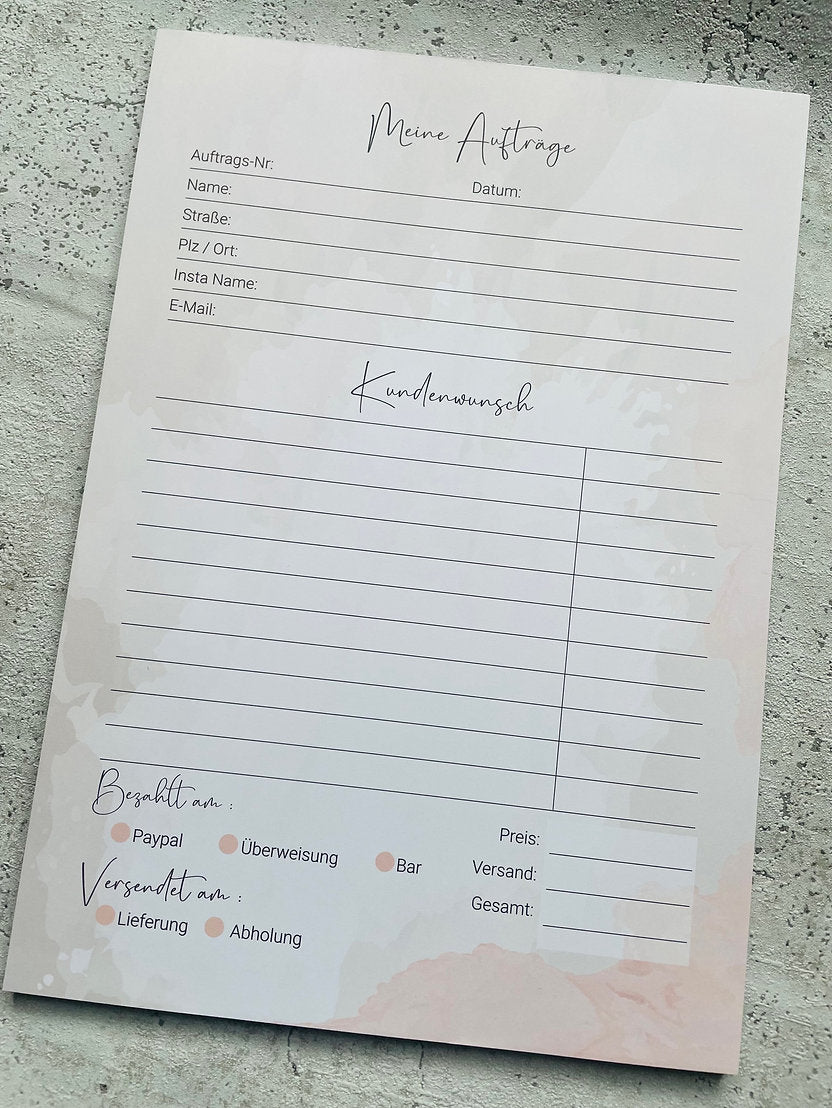 Meine Aufträge
Auftrags-Nr: Datum:
Name:
Straße:
Plz / Ort:
Insta Name:
E-Mail:
Kundenwunsch
Bezahlt am :
Paypal Überweisung Bar
Versendet am :
Lieferung Abholung
Preis:
Versand:
Gesamt: